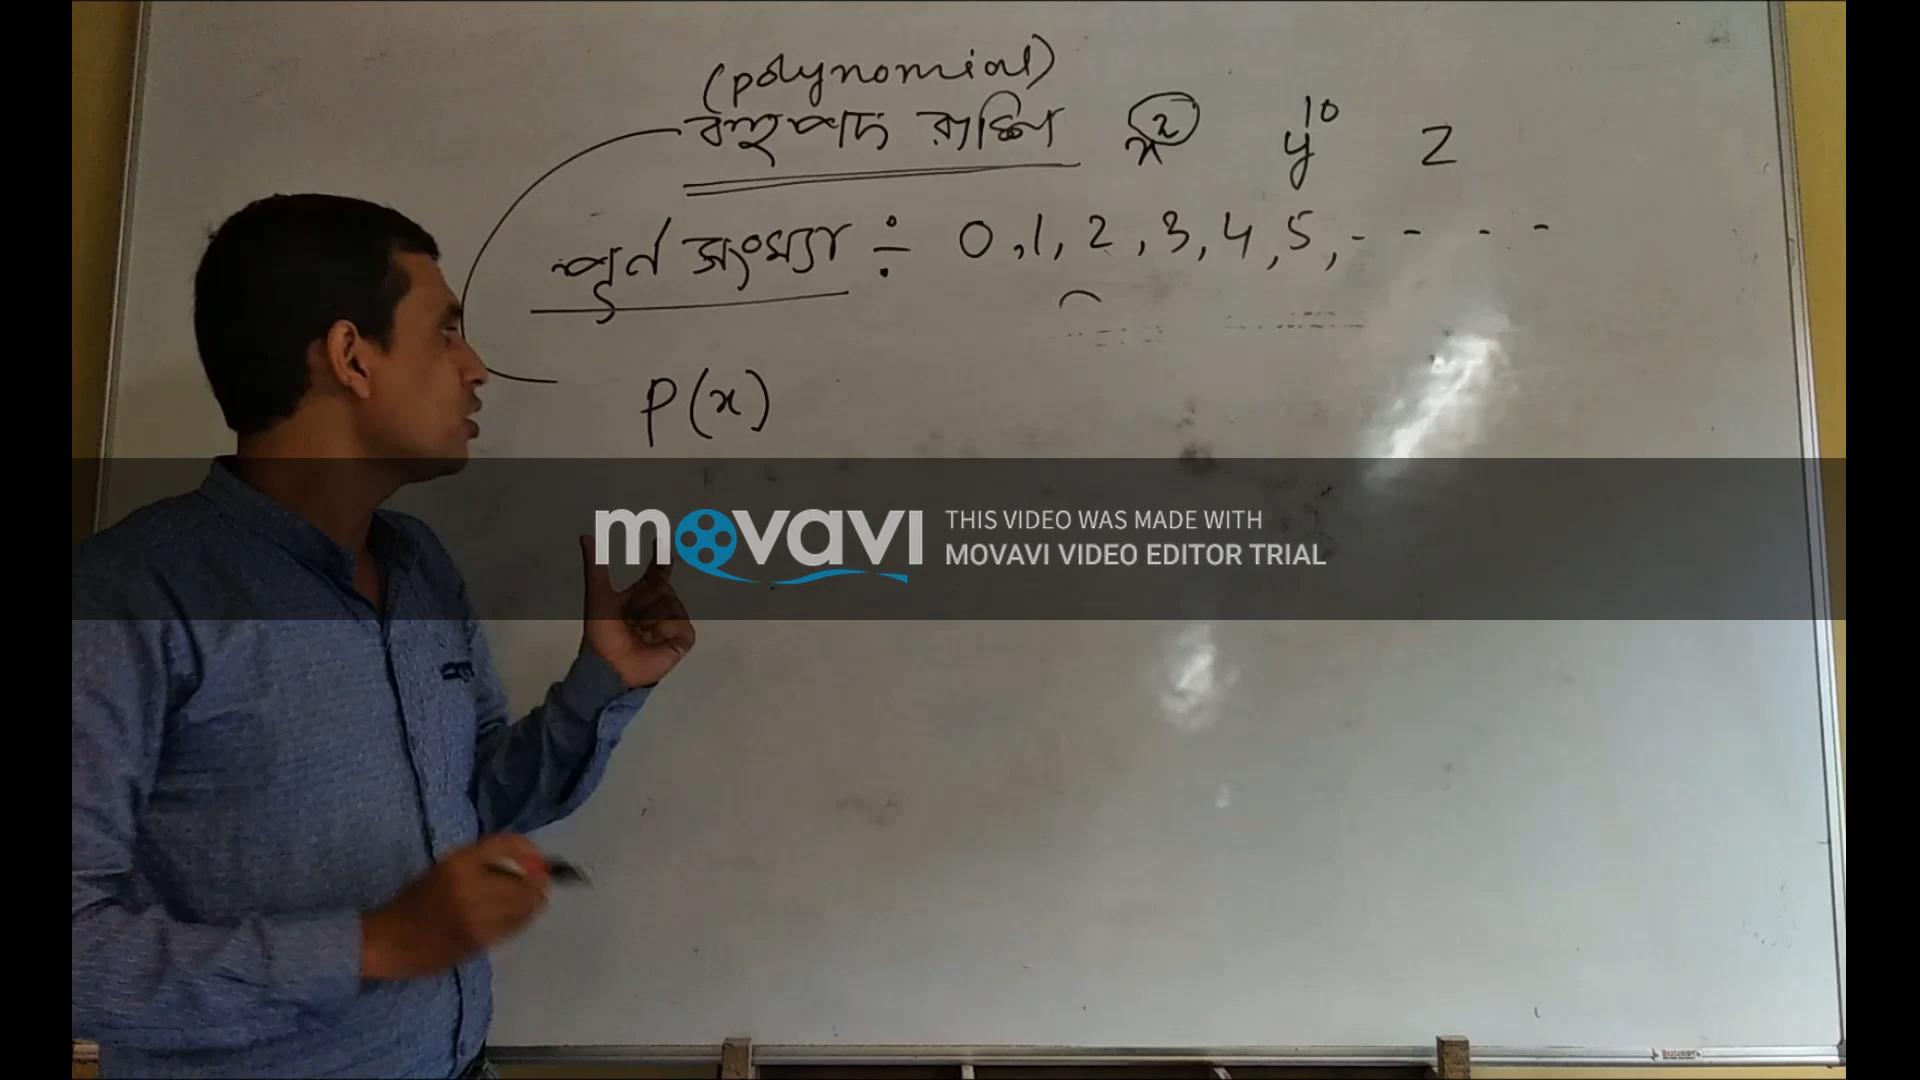 (polynomial)
বহুপদ রাশি x² y¹⁰ z
পূর্ণ সংখ্যা ÷ 0,1, 2, 3, 4, 5, - - - -
P(x)
movavi THIS VIDEO WAS MADE WITH
MOVAVI VIDEO EDITOR TRIAL